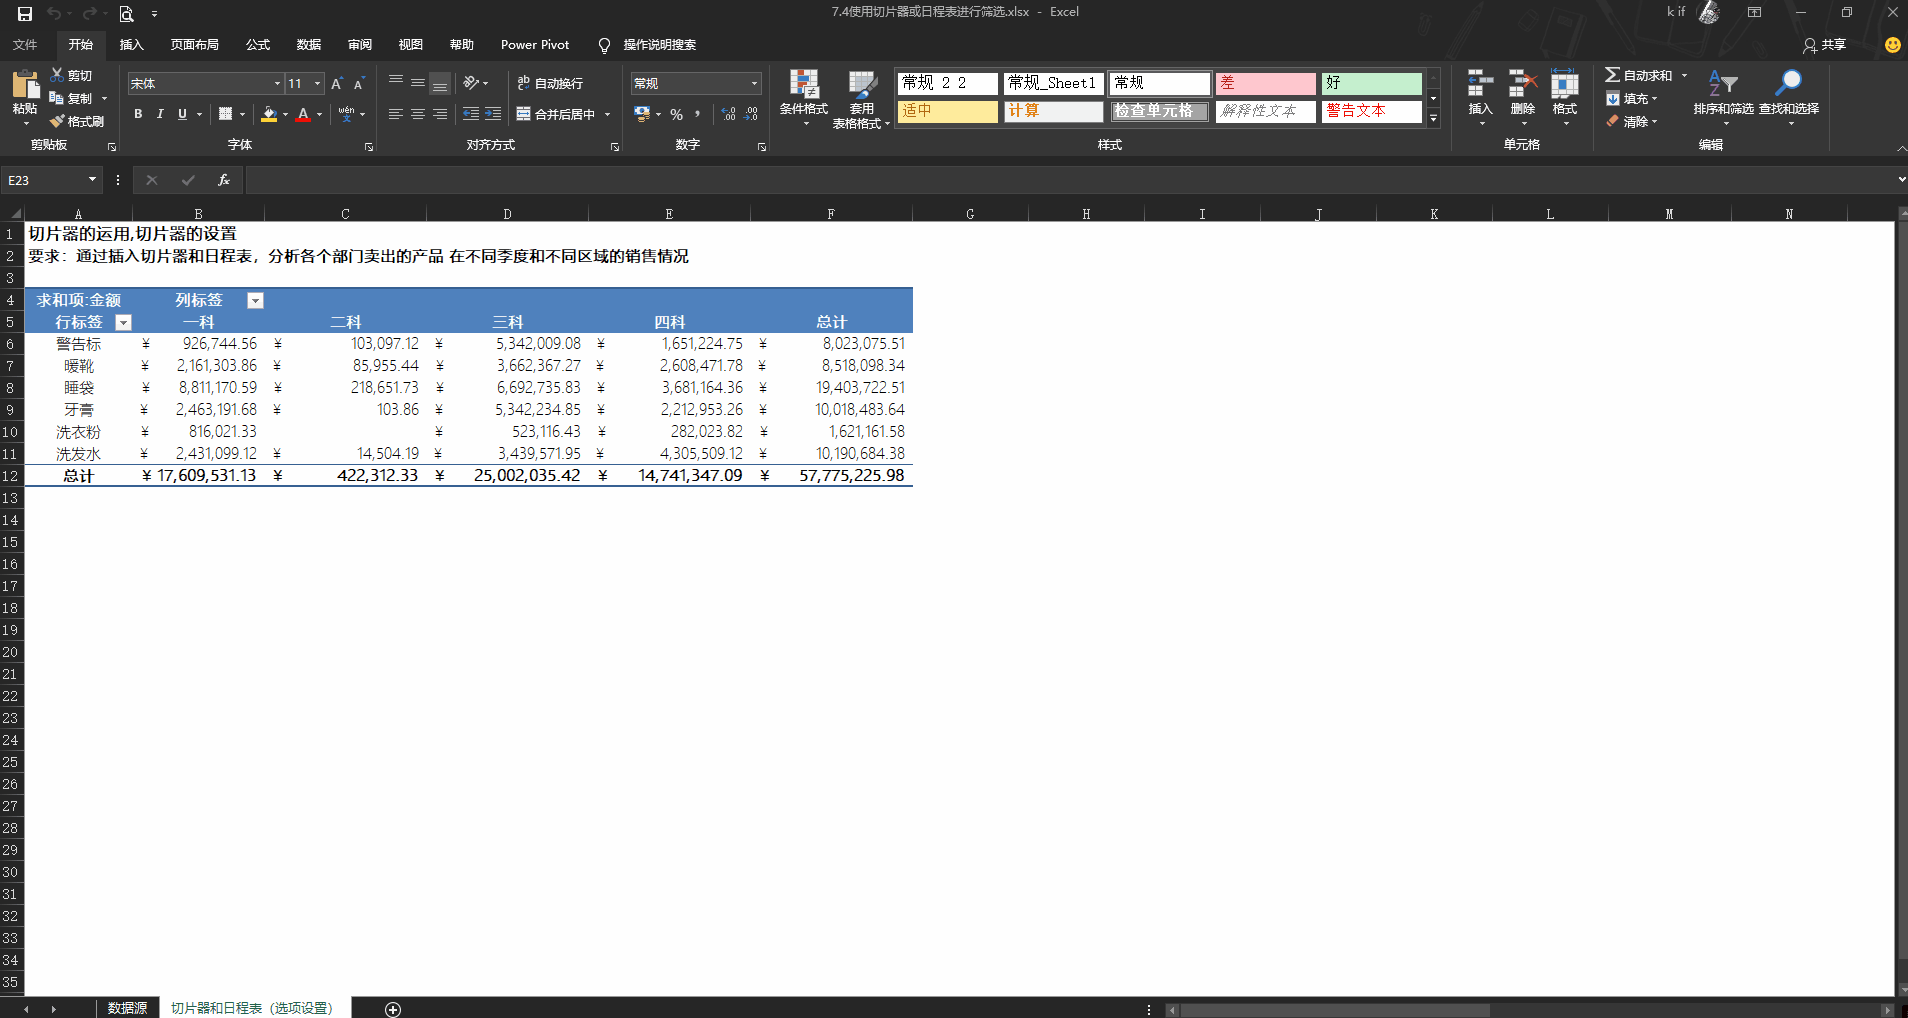 7.4使用切片器或日程表进行筛选.xlsx - Excel
k if
文件 开始 插入 页面布局 公式 数据 审阅 视图 帮助 Power Pivot 操作说明搜索 共享
粘贴 剪切 复制 格式刷 剪贴板
宋体 11 A A B I U A wén 文 字体
ab 自动换行 合并后居中 对齐方式
常规 % , .00 数字
条件格式 套用 表格格式
常规 2 2 常规_Sheet1 常规 差 好
适中 计算 检查单元格 解释性文本 警告文本
样式
插入 删除 格式 单元格
自动求和 填充 清除 排序和筛选 查找和选择 编辑
E23 fx
A B C D E F G H I J K L M N
1 切片器的运用,切片器的设置
2 要求：通过插入切片器和日程表，分析各个部门卖出的产品 在不同季度和不同区域的销售情况
3
4 求和项:金额 列标签
5 行标签 一科 二科 三科 四科 总计
6 警告标 ¥ 926,744.56 ¥ 103,097.12 ¥ 5,342,009.08 ¥ 1,651,224.75 ¥ 8,023,075.51
7 暖靴 ¥ 2,161,303.86 ¥ 85,955.44 ¥ 3,662,367.27 ¥ 2,608,471.78 ¥ 8,518,098.34
8 睡袋 ¥ 8,811,170.59 ¥ 218,651.73 ¥ 6,692,735.83 ¥ 3,681,164.36 ¥ 19,403,722.51
9 牙膏 ¥ 2,463,191.68 ¥ 103.86 ¥ 5,342,234.85 ¥ 2,212,953.26 ¥ 10,018,483.64
10 洗衣粉 ¥ 816,021.33 ¥ 523,116.43 ¥ 282,023.82 ¥ 1,621,161.58
11 洗发水 ¥ 2,431,099.12 ¥ 14,504.19 ¥ 3,439,571.95 ¥ 4,305,509.12 ¥ 10,190,684.38
12 总计 ¥ 17,609,531.13 ¥ 422,312.33 ¥ 25,002,035.42 ¥ 14,741,347.09 ¥ 57,775,225.98
13
14
15
16
17
18
19
20
21
22
23
24
25
26
27
28
29
30
31
32
33
34
35
数据源 切片器和日程表（选项设置）